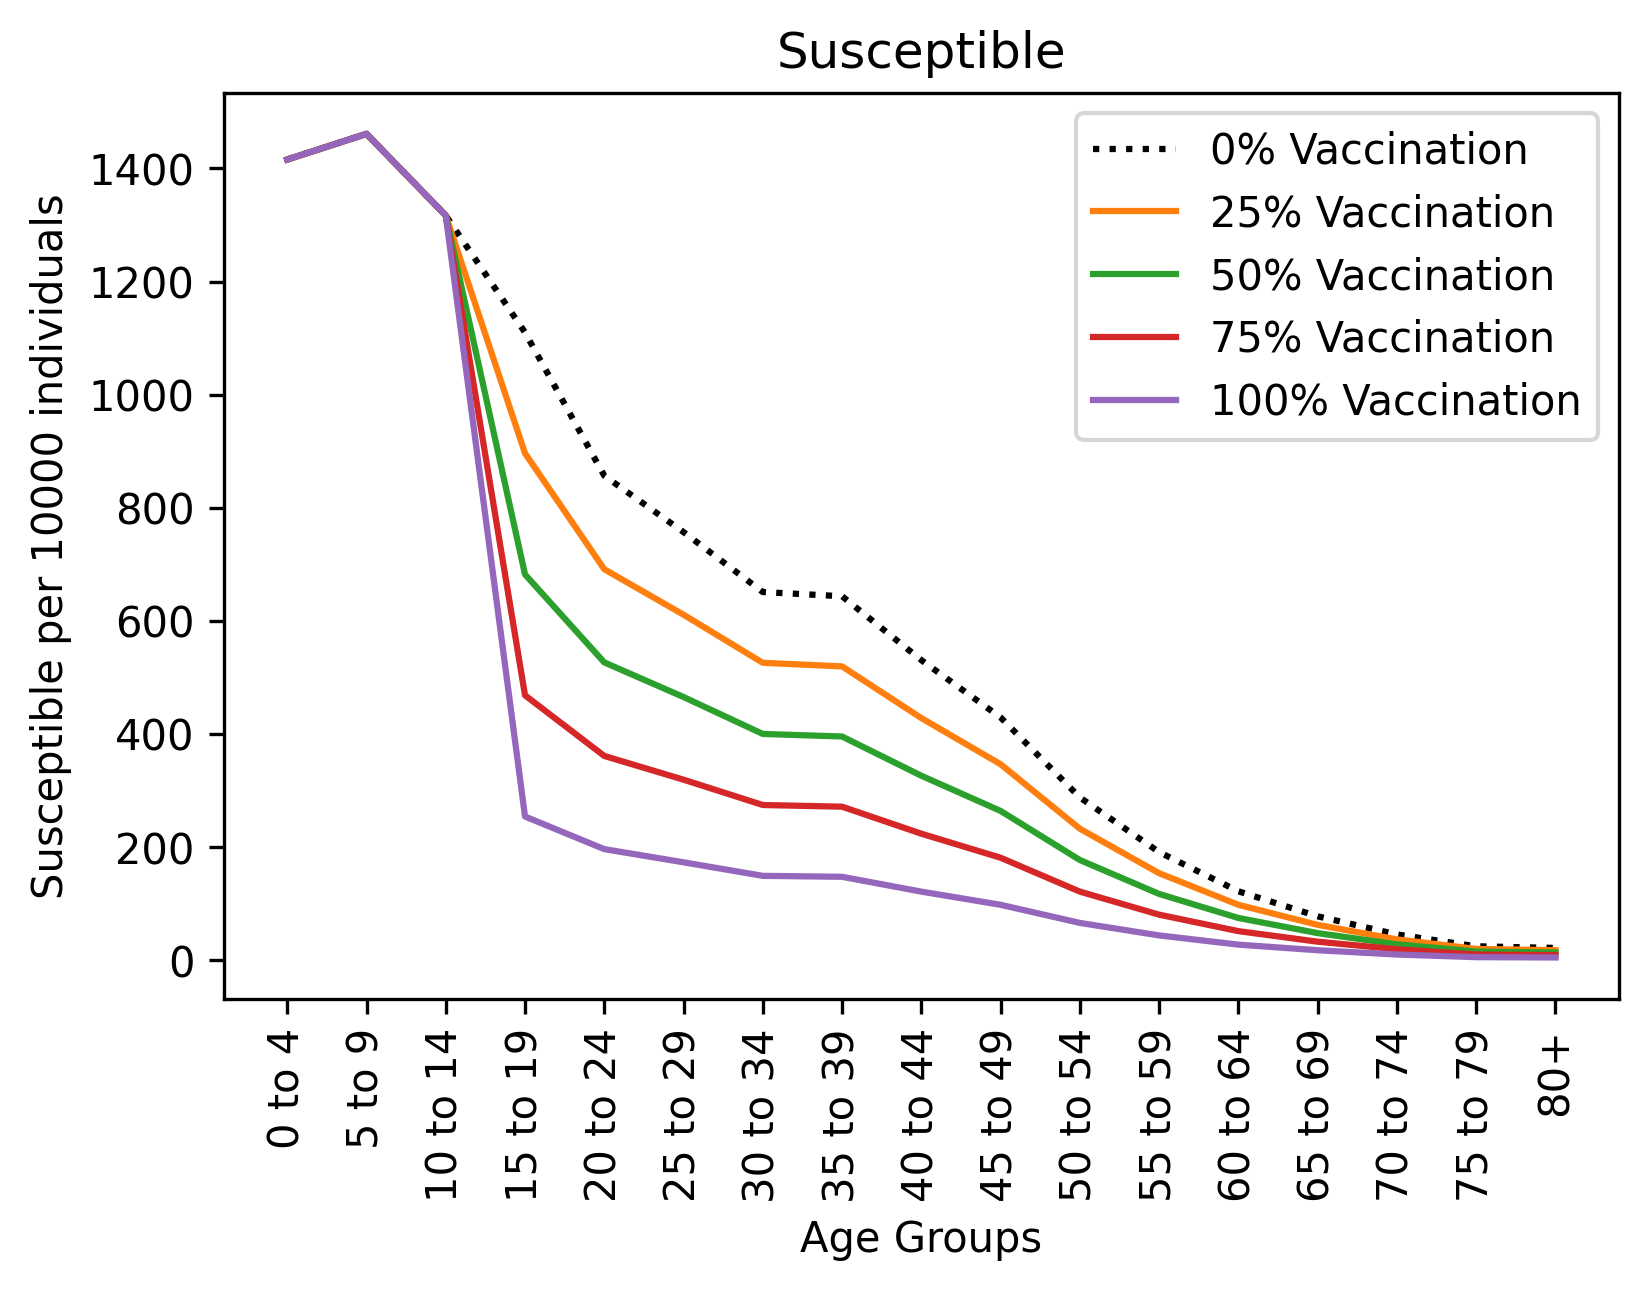 Susceptible
Susceptible per 10000 individuals
1400
1200
1000
800
600
400
200
0
0% Vaccination
25% Vaccination
50% Vaccination
75% Vaccination
100% Vaccination
0 to 4
5 to 9
10 to 14
15 to 19
20 to 24
25 to 29
30 to 34
35 to 39
40 to 44
45 to 49
50 to 54
55 to 59
60 to 64
65 to 69
70 to 74
75 to 79
80+
Age Groups